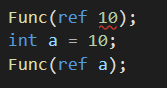 Func(ref 10);
int a = 10;
Func(ref a);